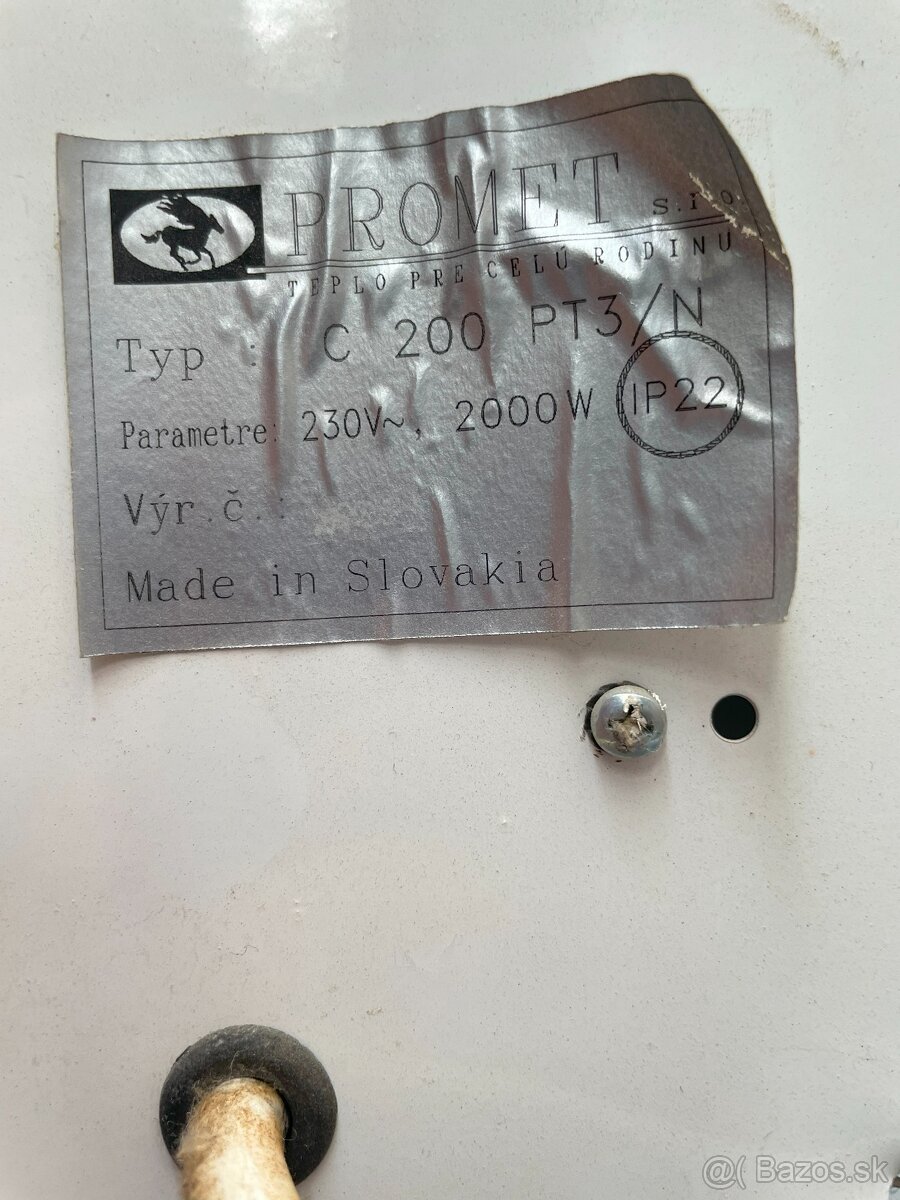 PROMET s.r.o.
TEPLO PRE CELÚ RODINU
Typ : C 200 PT3/N
Parametre: 230V~, 2000W IP22
Výr.č.:
Made in Slovakia
@( Bazos.sk